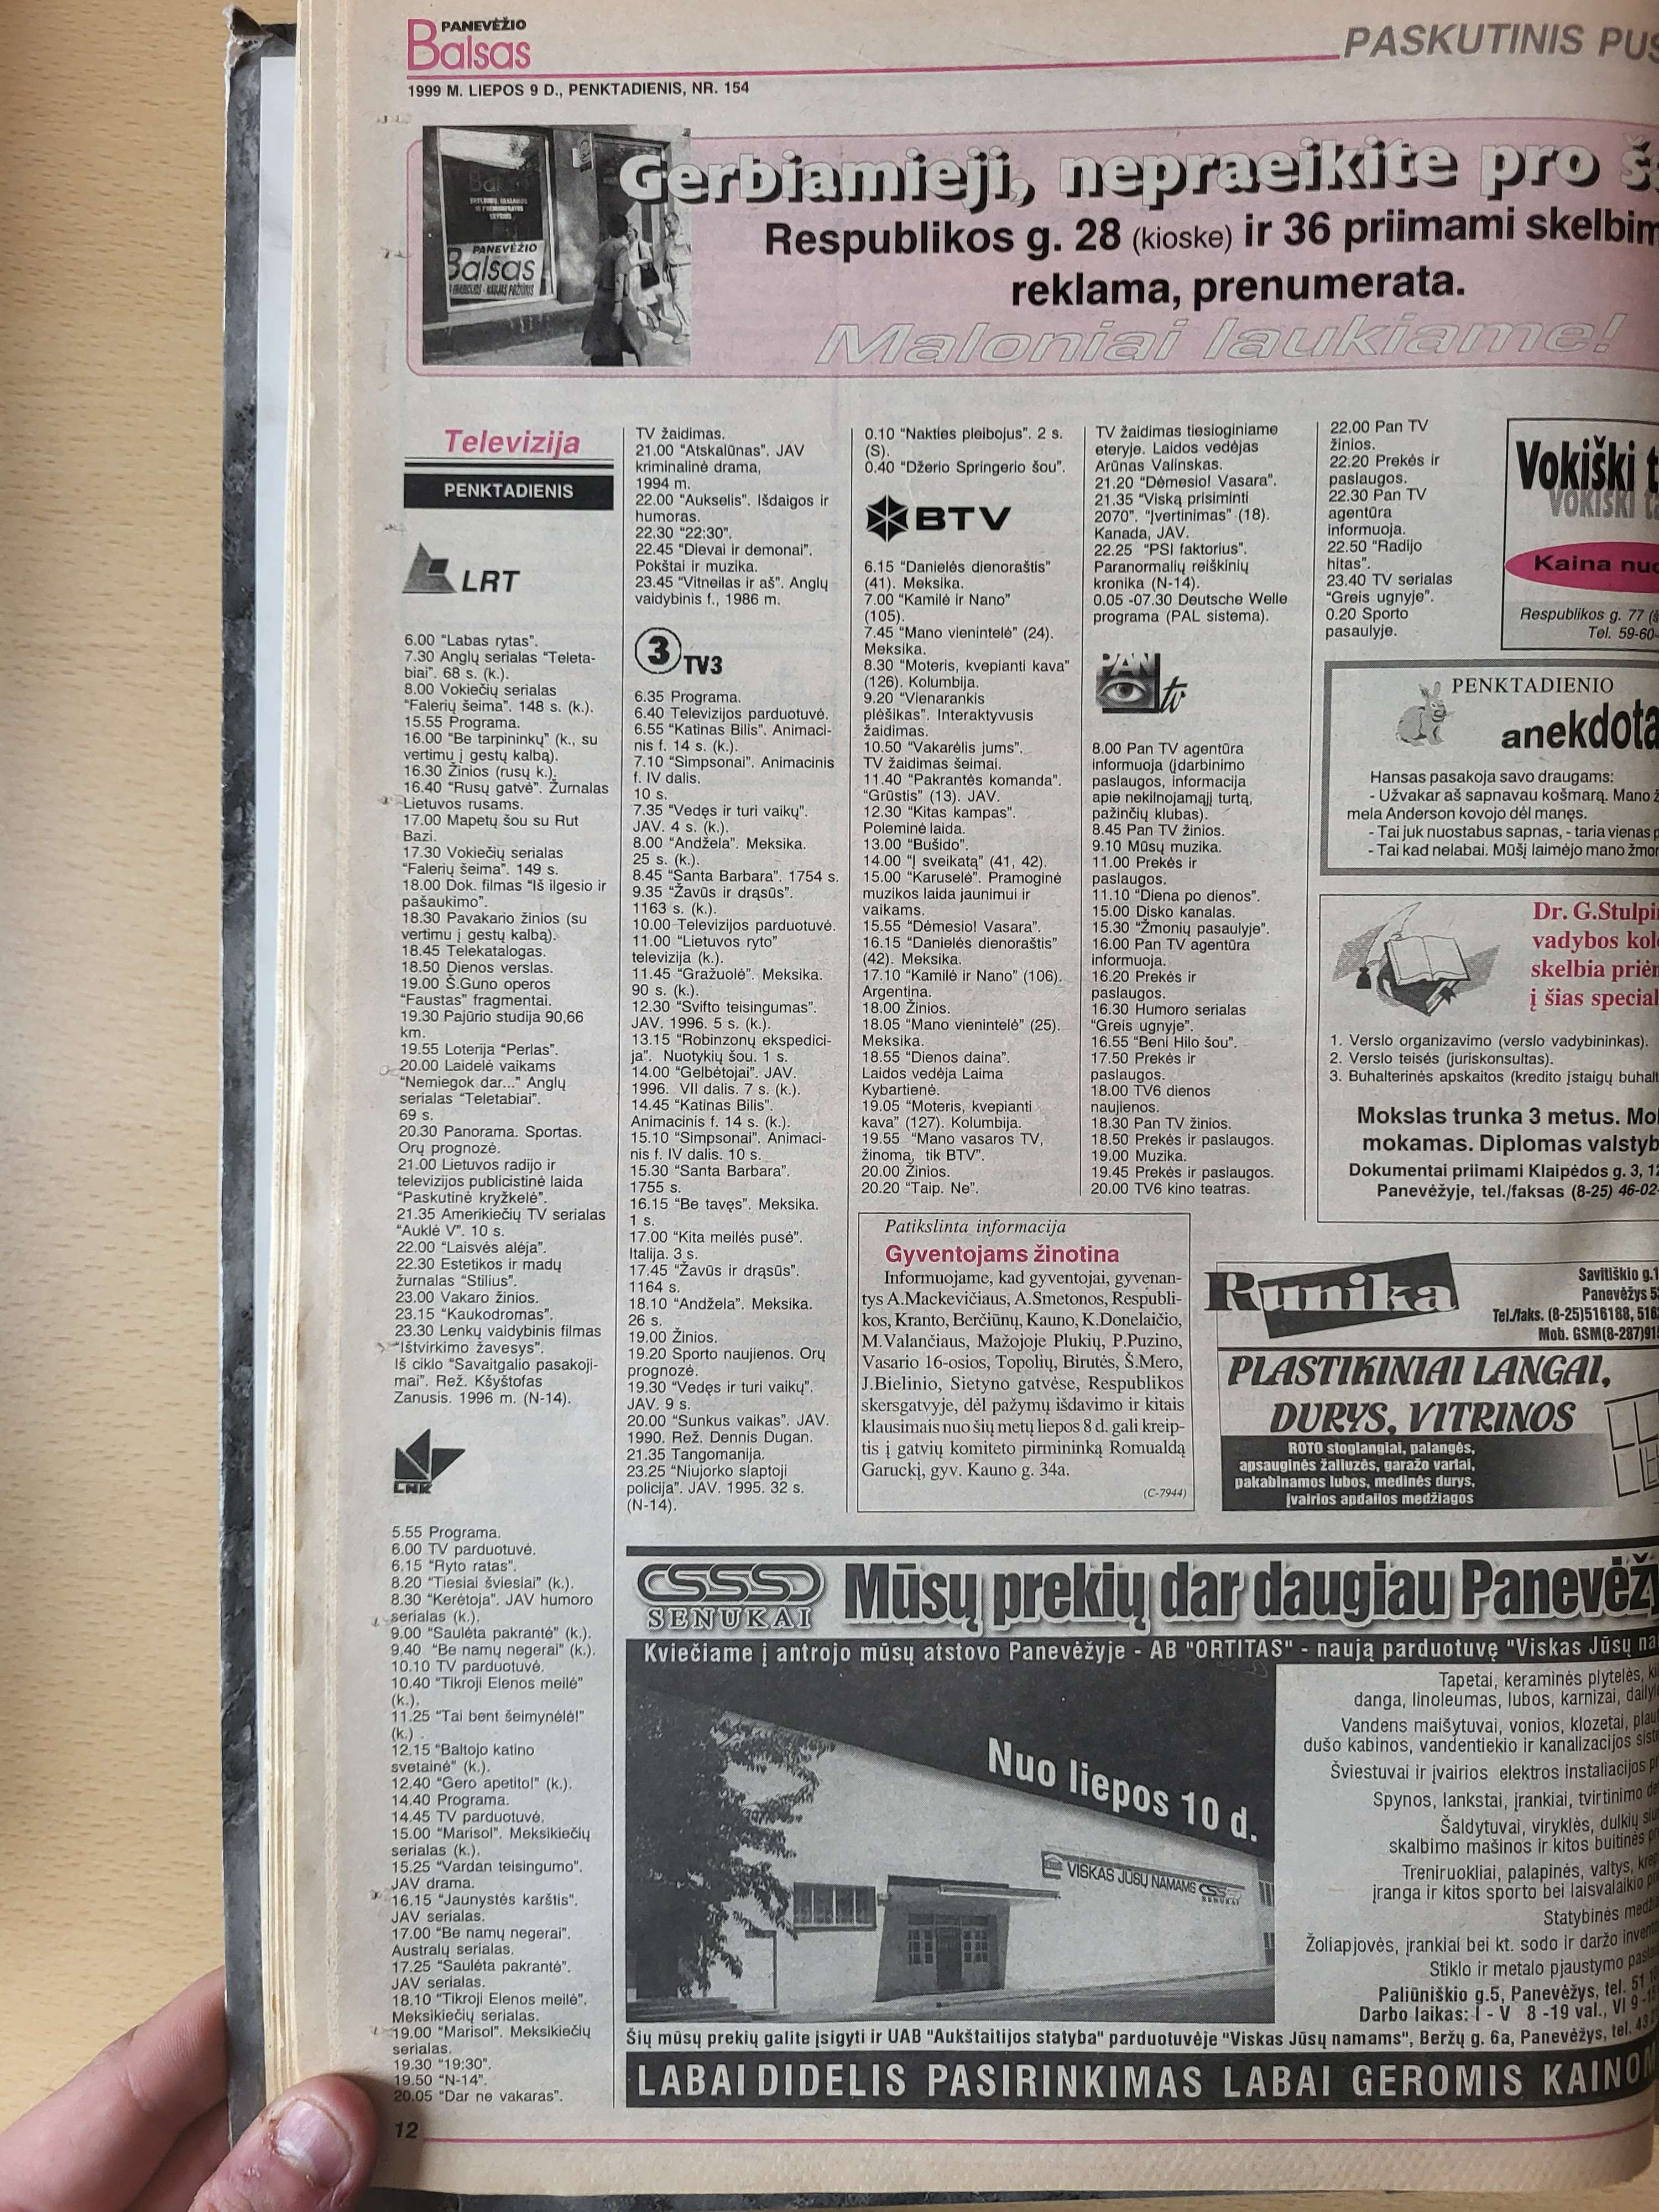 PANEVĖŽIO
Balsas
PASKUTINIS
1999 M. LIEPOS 9 D., PENKTADIENIS, NR. 154
PANEVĖŽIO
Balsas
Gerbiamieji, nepraeikite pro
Respublikos g. 28 (kioske) ir 36 priimami
reklama, prenumerata.
Maloniai laukiame!
Televizija
PENKTADIENIS
LRT
6.00 “Labas rytas”.
7.30 Anglų serialas “Teleta-
biai”. 68 s. (k.).
8.00 Vokiečių serialas
“Falerių šeima”. 148 s. (k.).
15.55 Programa.
16.00 “Be tarpininkų” (k., su
vertimu į gestų kalbą).
16.30 Žinios (rusų k.).
16.40 “Rusų gatvė”. Žurnalas
Lietuvos rusams.
17.00 Mapetų šou su Rut
Bazi.
17.30 Vokiečių serialas
“Falerių šeima”. 149 s.
18.00 Dok. filmas “Iš ilgesio ir
pašaukimo”.
18.30 Pavakario žinios (su
vertimu į gestų kalbą).
18.45 Telekatalogas.
18.50 Dienos verslas.
19.00 Š.Guno operos
“Faustas” fragmentai.
19.30 Pajūrio studija 90,66
km.
19.55 Loterija “Perlas”.
20.00 Laidelė vaikams
“Nemiegok dar...” Anglų
serialas “Teletabiai”.
69 s.
20.30 Panorama. Sportas.
Orų prognozė.
21.00 Lietuvos radijo ir
televizijos publicistinė laida
“Paskutinė kryžkelė”.
21.35 Amerikiečių TV serialas
“Auklė V”. 10 s.
22.00 “Laisvės alėja”.
22.30 Estetikos ir madų
žurnalas “Stilius”.
23.00 Vakaro žinios.
23.15 “Kaukodromas”.
23.30 Lenkų vaidybinis filmas
“Ištvirkimo žavesys”.
Iš ciklo “Savaitgalio pasakoji-
mai”. Rež. Kšyštofas
Zanusis. 1996 m. (N-14).
LNK
5.55 Programa.
6.00 TV parduotuvė.
6.15 “Ryto ratas”.
8.20 “Tiesiai šviesiai” (k.).
8.30 “Kerėtoja”. JAV humoro
serialas (k.).
9.00 “Saulėta pakrantė” (k.).
9.40 “Be namų negerai” (k.).
10.10 TV parduotuvė.
10.40 “Tikroji Elenos meilė”
(k.).
11.25 “Tai bent šeimynėlė!”
(k.) .
12.15 “Baltojo katino
svetainė” (k.).
12.40 “Gero apetito!” (k.).
14.40 Programa.
14.45 TV parduotuvė.
15.00 “Marisol”. Meksikiečių
serialas (k.).
15.25 “Vardan teisingumo”.
JAV drama.
16.15 “Jaunystės karštis”.
JAV serialas.
17.00 “Be namų negerai”.
Australų serialas.
17.25 “Saulėta pakrantė”.
JAV serialas.
18.10 “Tikroji Elenos meilė”.
Meksikiečių serialas.
19.00 “Marisol”. Meksikiečių
serialas.
19.30 “19:30”.
19.50 “N-14”.
20.05 “Dar ne vakaras”.
TV žaidimas.
21.00 “Atskalūnas”. JAV
kriminalinė drama,
1994 m.
22.00 “Aukselis”. Išdaigos ir
humoras.
22.30 “22:30”.
22.45 “Dievai ir demonai”.
Pokštai ir muzika.
23.45 “Vitneilas ir aš”. Anglų
vaidybinis f., 1986 m.
3 TV3
6.35 Programa.
6.40 Televizijos parduotuvė.
6.55 “Katinas Bilis”. Animaci-
nis f. 14 s. (k.).
7.10 “Simpsonai”. Animacinis
f. IV dalis.
10 s.
7.35 “Vedęs ir turi vaikų”.
JAV. 4 s. (k.).
8.00 “Andžela”. Meksika.
25 s. (k.).
8.45 “Santa Barbara”. 1754 s.
9.35 “Žavūs ir drąsūs”.
1163 s. (k.).
10.00 Televizijos parduotuvė.
11.00 “Lietuvos ryto”
televizija (k.).
11.45 “Gražuolė”. Meksika.
90 s. (k.).
12.30 “Svifto teisingumas”.
JAV. 1996. 5 s. (k.).
13.15 “Robinzonų ekspedici-
ja”. Nuotykių šou. 1 s.
14.00 “Gelbėtojai”. JAV.
1996. VII dalis. 7 s. (k.).
14.45 “Katinas Bilis”.
Animacinis f. 14 s. (k.).
15.10 “Simpsonai”. Animaci-
nis f. IV dalis. 10 s.
15.30 “Santa Barbara”.
1755 s.
16.15 “Be tavęs”. Meksika.
1 s.
17.00 “Kita meilės pusė”.
Italija. 3 s.
17.45 “Žavūs ir drąsūs”.
1164 s.
18.10 “Andžela”. Meksika.
26 s.
19.00 Žinios.
19.20 Sporto naujienos. Orų
prognozė.
19.30 “Vedęs ir turi vaikų”.
JAV. 9 s.
20.00 “Sunkus vaikas”. JAV.
1990. Rež. Dennis Dugan.
21.35 Tangomanija.
23.25 “Niujorko slaptoji
policija”. JAV. 1995. 32 s.
(N-14).
0.10 “Nakties pleibojus”. 2 s.
(S).
0.40 “Džerio Springerio šou”.
BTV
6.15 “Danielės dienoraštis”
(41). Meksika.
7.00 “Kamilė ir Nano”
(105).
7.45 “Mano vienintelė” (24).
Meksika.
8.30 “Moteris, kvepianti kava”
(126). Kolumbija.
9.20 “Vienarankis
plėšikas”. Interaktyvusis
žaidimas.
10.50 “Vakarėlis jums”.
TV žaidimas šeimai.
11.40 “Pakrantės komanda”.
“Grūstis” (13). JAV.
12.30 “Kitas kampas”.
Poleminė laida.
13.00 “Bušido”.
14.00 “Į sveikatą” (41, 42).
15.00 “Karuselė”. Pramoginė
muzikos laida jaunimui ir
vaikams.
15.55 “Dėmesio! Vasara”.
16.15 “Danielės dienoraštis”
(42). Meksika.
17.10 “Kamilė ir Nano” (106).
Argentina.
18.00 Žinios.
18.05 “Mano vienintelė” (25).
Meksika.
18.55 “Dienos daina”.
Laidos vedėja Laima
Kybartienė.
19.05 “Moteris, kvepianti
kava” (127). Kolumbija.
19.55 “Mano vasaros TV,
žinoma, tik BTV”.
20.00 Žinios.
20.20 “Taip. Ne”.
TV žaidimas tiesioginiame
eteryje. Laidos vedėjas
Arūnas Valinskas.
21.20 “Dėmesio! Vasara”.
21.35 “Viską prisiminti
2070”. “Įvertinimas” (18).
Kanada, JAV.
22.25 “PSI faktorius”.
Paranormalių reiškinių
kronika (N-14).
0.05 -07.30 Deutsche Welle
programa (PAL sistema).
PAN tv
8.00 Pan TV agentūra
informuoja (įdarbinimo
paslaugos, informacija
apie nekilnojamąjį turtą,
pažinčių klubas).
8.45 Pan TV žinios.
9.10 Mūsų muzika.
11.00 Prekės ir
paslaugos.
11.10 “Diena po dienos”.
15.00 Disko kanalas.
15.30 “Žmonių pasaulyje”.
16.00 Pan TV agentūra
informuoja.
16.20 Prekės ir
paslaugos.
16.30 Humoro serialas
“Greis ugnyje”.
16.55 “Beni Hilo šou”.
17.50 Prekės ir
paslaugos.
18.00 TV6 dienos
naujienos.
18.30 Pan TV žinios.
18.50 Prekės ir paslaugos.
19.00 Muzika.
19.45 Prekės ir paslaugos.
20.00 TV6 kino teatras.
22.00 Pan TV
žinios.
22.20 Prekės ir
paslaugos.
22.30 Pan TV
agentūra
informuoja.
22.50 “Radijo
hitas”.
23.40 TV serialas
“Greis ugnyje”.
0.20 Sporto
pasaulyje.
Vokiški
VOKIŠKI
Kaina nuo
Respublikos g. 77
Tel. 59-60-
PENKTADIENIO
anekdota
Hansas pasakoja savo draugams:
- Užvakar aš sapnavau košmarą. Mano
mela Anderson kovojo dėl manęs.
- Tai juk nuostabus sapnas, - taria vienas
- Tai kad nelabai. Mūšį laimėjo mano
Dr. G.Stulpi
vadybos
skelbia
į šias
1. Verslo organizavimo (verslo vadybininkas).
2. Verslo teisės (juriskonsultas).
3. Buhalterinės apskaitos (kredito įstaigų
Mokslas trunka 3 metus.
mokamas. Diplomas
Dokumentai priimami Klaipėdos g. 3,
Panevėžyje, tel./faksas (8-25) 46-02-
Patikslinta informacija
Gyventojams žinotina
Informuojame, kad gyventojai, gyvenan-
tys A.Mackevičiaus, A.Smetonos, Respubli-
kos, Kranto, Berčiūnų, Kauno, K.Donelaičio,
M.Valančiaus, Mažojoje Plukių, P.Puzino,
Vasario 16-osios, Topolių, Birutės, Š.Mero,
J.Bielinio, Sietyno gatvėse, Respublikos
skersgatvyje, dėl pažymų išdavimo ir kitais
klausimais nuo šių metų liepos 8 d. gali kreip-
tis į gatvių komiteto pirmininką Romualdą
Garuckį, gyv. Kauno g. 34a.
(C-7944)
Runika
Savitiškio g.
Panevėžys
Tel./faks. (8-25)516188,
Mob. GSM(8-287)
PLASTIKINIAI LANGAI,
DURYS, VITRINOS
ROTO stoglangiai, palangės,
apsauginės žaliuzės, garažo vartai,
pakabinamos lubos, medinės durys,
įvairios apdailos medžiagos
SENUKAI
Mūsų prekių dar daugiau
Kviečiame į antrojo mūsų atstovo Panevėžyje - AB "ORTITAS" - naują parduotuvę "Viskas Jūsų
Nuo liepos 10 d.
VISKAS JŪSŲ NAMAMS
SENUKAI
Tapetai, keraminės plytelės,
danga, linoleumas, lubos, karnizai,
Vandens maišytuvai, vonios, klozetai,
dušo kabinos, vandentiekio ir kanalizacijos
Šviestuvai ir įvairios elektros instaliacijos
Spynos, lankstai, įrankiai, tvirtinimo
Šaldytuvai, viryklės, dulkių
skalbimo mašinos ir kitos buitinės
Treniruokliai, palapinės, valtys,
įranga ir kitos sporto bei laisvalaikio
Statybinės
Žoliapjovės, įrankiai bei kt. sodo ir daržo
Stiklo ir metalo pjaustymo
Paliūniškio g.5, Panevėžys, tel. 51
Darbo laikas: I - V 8 -19 val., VI 9
Šių mūsų prekių galite įsigyti ir UAB "Aukštaitijos statyba" parduotuvėje "Viskas Jūsų namams", Beržų g. 6a, Panevėžys, tel.
LABAI DIDELIS PASIRINKIMAS LABAI GEROMIS
12